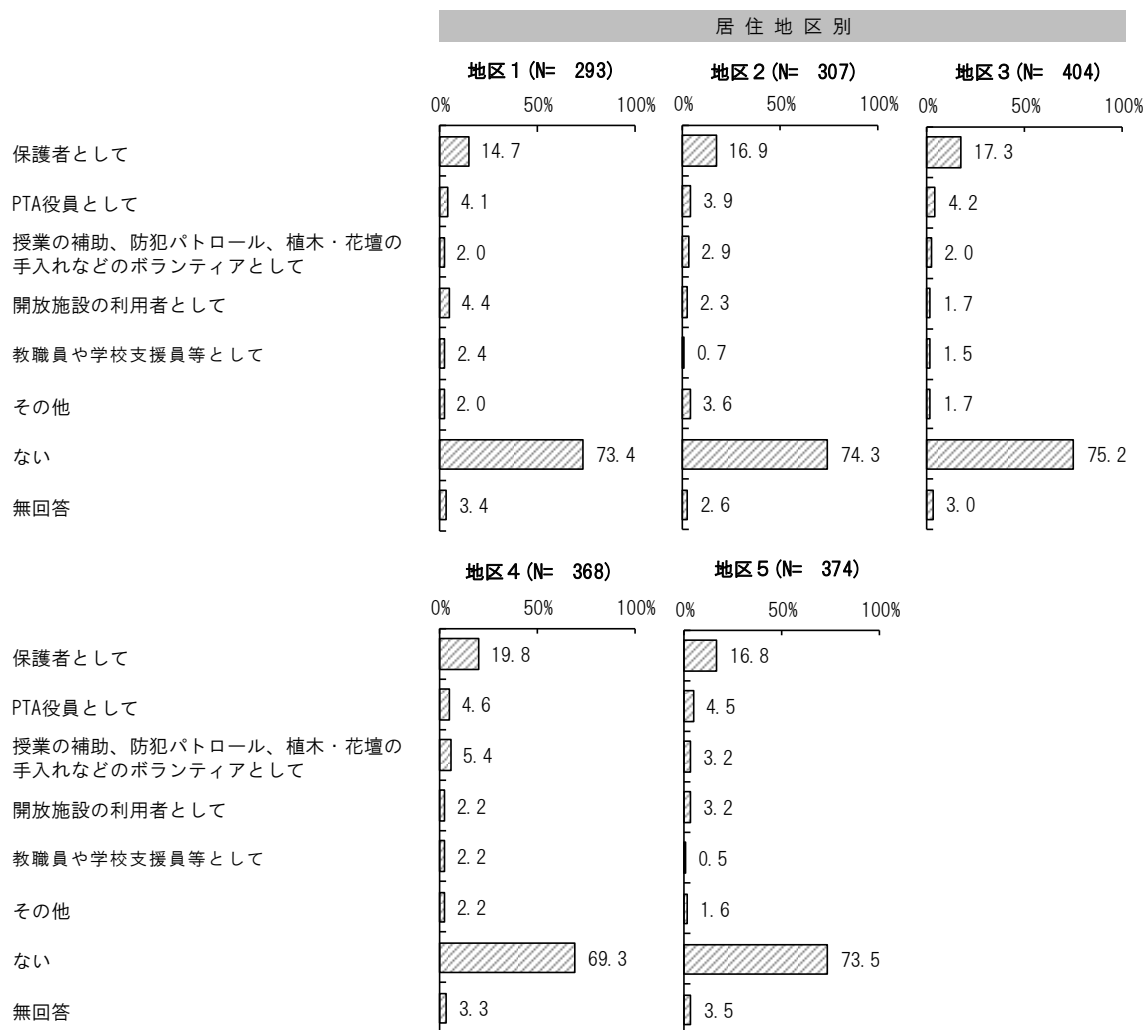 居住地区別
地区1(N= 293) 地区2(N= 307) 地区3(N= 404)
0% 50% 100% 0% 50% 100% 0% 50% 100%
保護者として 14.7 16.9 17.3
PTA役員として 4.1 3.9 4.2
授業の補助、防犯パトロール、植木・花壇の
手入れなどのボランティアとして 2.0 2.9 2.0
開放施設の利用者として 4.4 2.3 1.7
教職員や学校支援員等として 2.4 0.7 1.5
その他 2.0 3.6 1.7
ない 73.4 74.3 75.2
無回答 3.4 2.6 3.0
地区4(N= 368) 地区5(N= 374)
0% 50% 100% 0% 50% 100%
保護者として 19.8 16.8
PTA役員として 4.6 4.5
授業の補助、防犯パトロール、植木・花壇の
手入れなどのボランティアとして 5.4 3.2
開放施設の利用者として 2.2 3.2
教職員や学校支援員等として 2.2 0.5
その他 2.2 1.6
ない 69.3 73.5
無回答 3.3 3.5